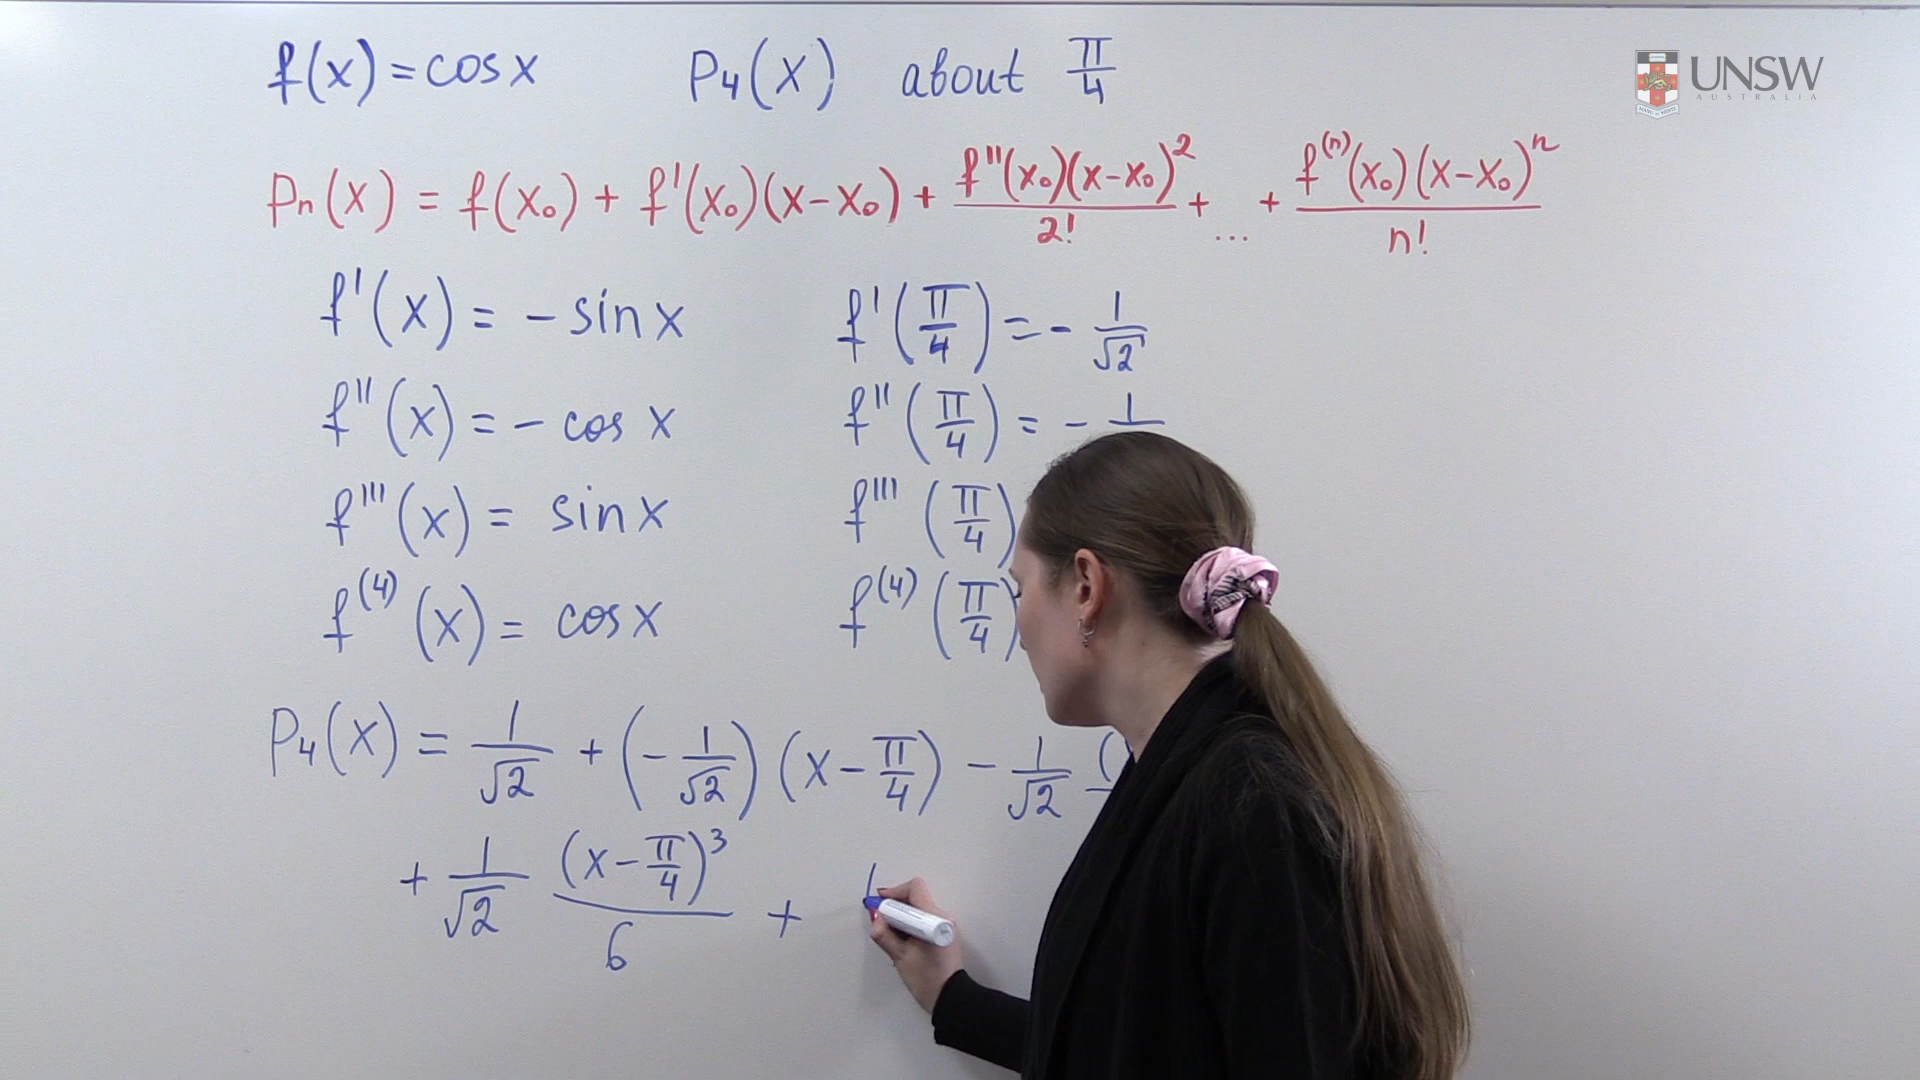 f(x) = cos x P₄(x) about π/4
UNSW
AUSTRALIA
Pn(x) = f(x₀) + f'(x₀)(x-x₀) + f''(x₀)(x-x₀)²/2! + ... + f⁽ⁿ⁾(x₀)(x-x₀)ⁿ/n!
f'(x) = - sin x f'(π/4) = - 1/√2
f''(x) = - cos x f''(π/4) = - 1
f'''(x) = sin x f'''(π/4)
f⁽⁴⁾(x) = cos x f⁽⁴⁾(π/4)
P₄(x) = 1/√2 + (- 1/√2)(x - π/4) - 1/√2 (
+ 1/√2 (x - π/4)³/6 +